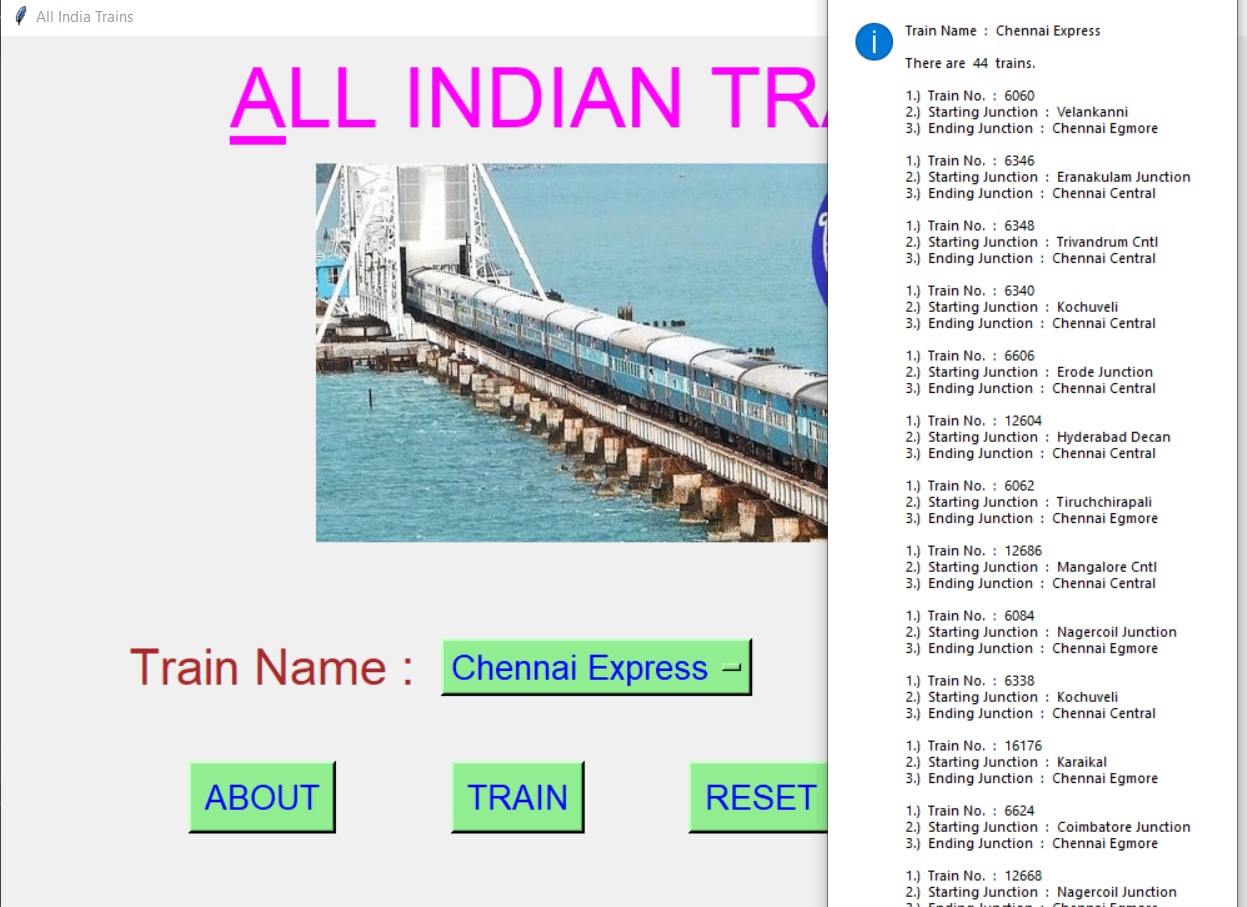 All India Trains
ALL INDIAN TRA
Train Name :
Chennai Express
ABOUT
TRAIN
RESET
i
Train Name : Chennai Express
There are 44 trains.
1.) Train No. : 6060
2.) Starting Junction : Velankanni
3.) Ending Junction : Chennai Egmore
1.) Train No. : 6346
2.) Starting Junction : Eranakulam Junction
3.) Ending Junction : Chennai Central
1.) Train No. : 6348
2.) Starting Junction : Trivandrum Cntl
3.) Ending Junction : Chennai Central
1.) Train No. : 6340
2.) Starting Junction : Kochuveli
3.) Ending Junction : Chennai Central
1.) Train No. : 6606
2.) Starting Junction : Erode Junction
3.) Ending Junction : Chennai Central
1.) Train No. : 12604
2.) Starting Junction : Hyderabad Decan
3.) Ending Junction : Chennai Central
1.) Train No. : 6062
2.) Starting Junction : Tiruchchirapali
3.) Ending Junction : Chennai Egmore
1.) Train No. : 12686
2.) Starting Junction : Mangalore Cntl
3.) Ending Junction : Chennai Central
1.) Train No. : 6084
2.) Starting Junction : Nagercoil Junction
3.) Ending Junction : Chennai Egmore
1.) Train No. : 6338
2.) Starting Junction : Kochuveli
3.) Ending Junction : Chennai Central
1.) Train No. : 16176
2.) Starting Junction : Karaikal
3.) Ending Junction : Chennai Egmore
1.) Train No. : 6624
2.) Starting Junction : Coimbatore Junction
3.) Ending Junction : Chennai Egmore
1.) Train No. : 12668
2.) Starting Junction : Nagercoil Junction